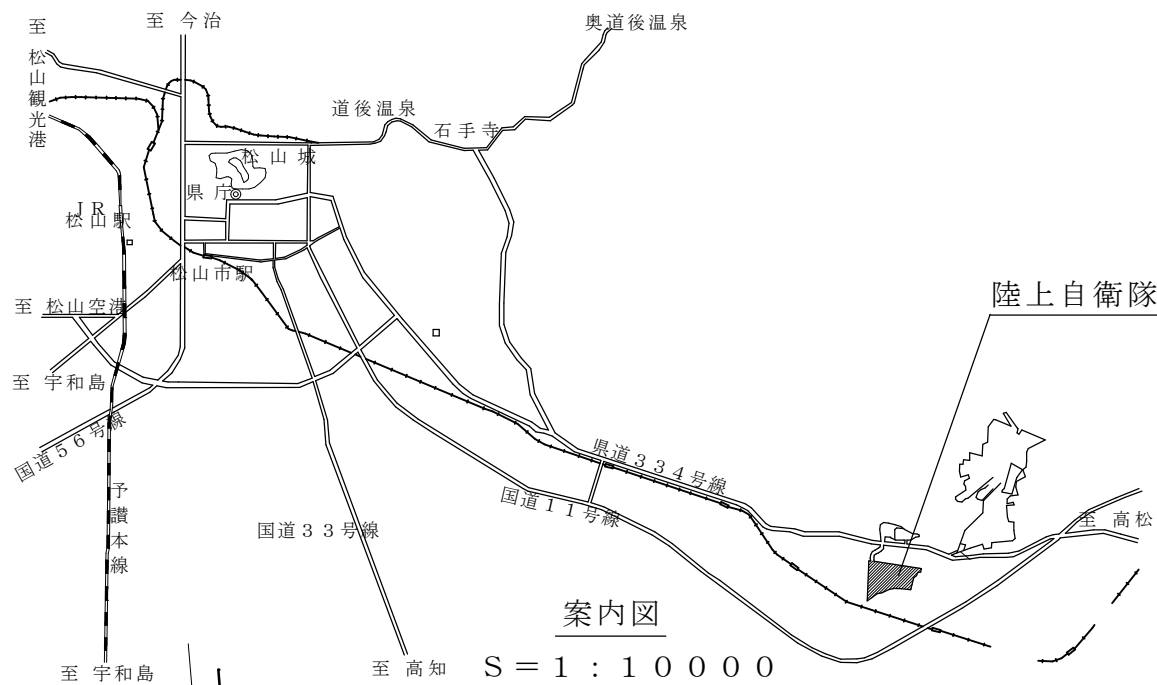 至 今治
奥道後温泉
至 松山観光港
道後温泉
石手寺
松山城
県庁
JR
松山駅
松山市駅
陸上自衛隊
至 松山空港
至 宇和島
国道５６号線
県道３３４号線
予讃本線
国道１１号線
国道３３号線
至 高松
案内図
至 宇和島
至 高知
Ｓ＝１：１００００